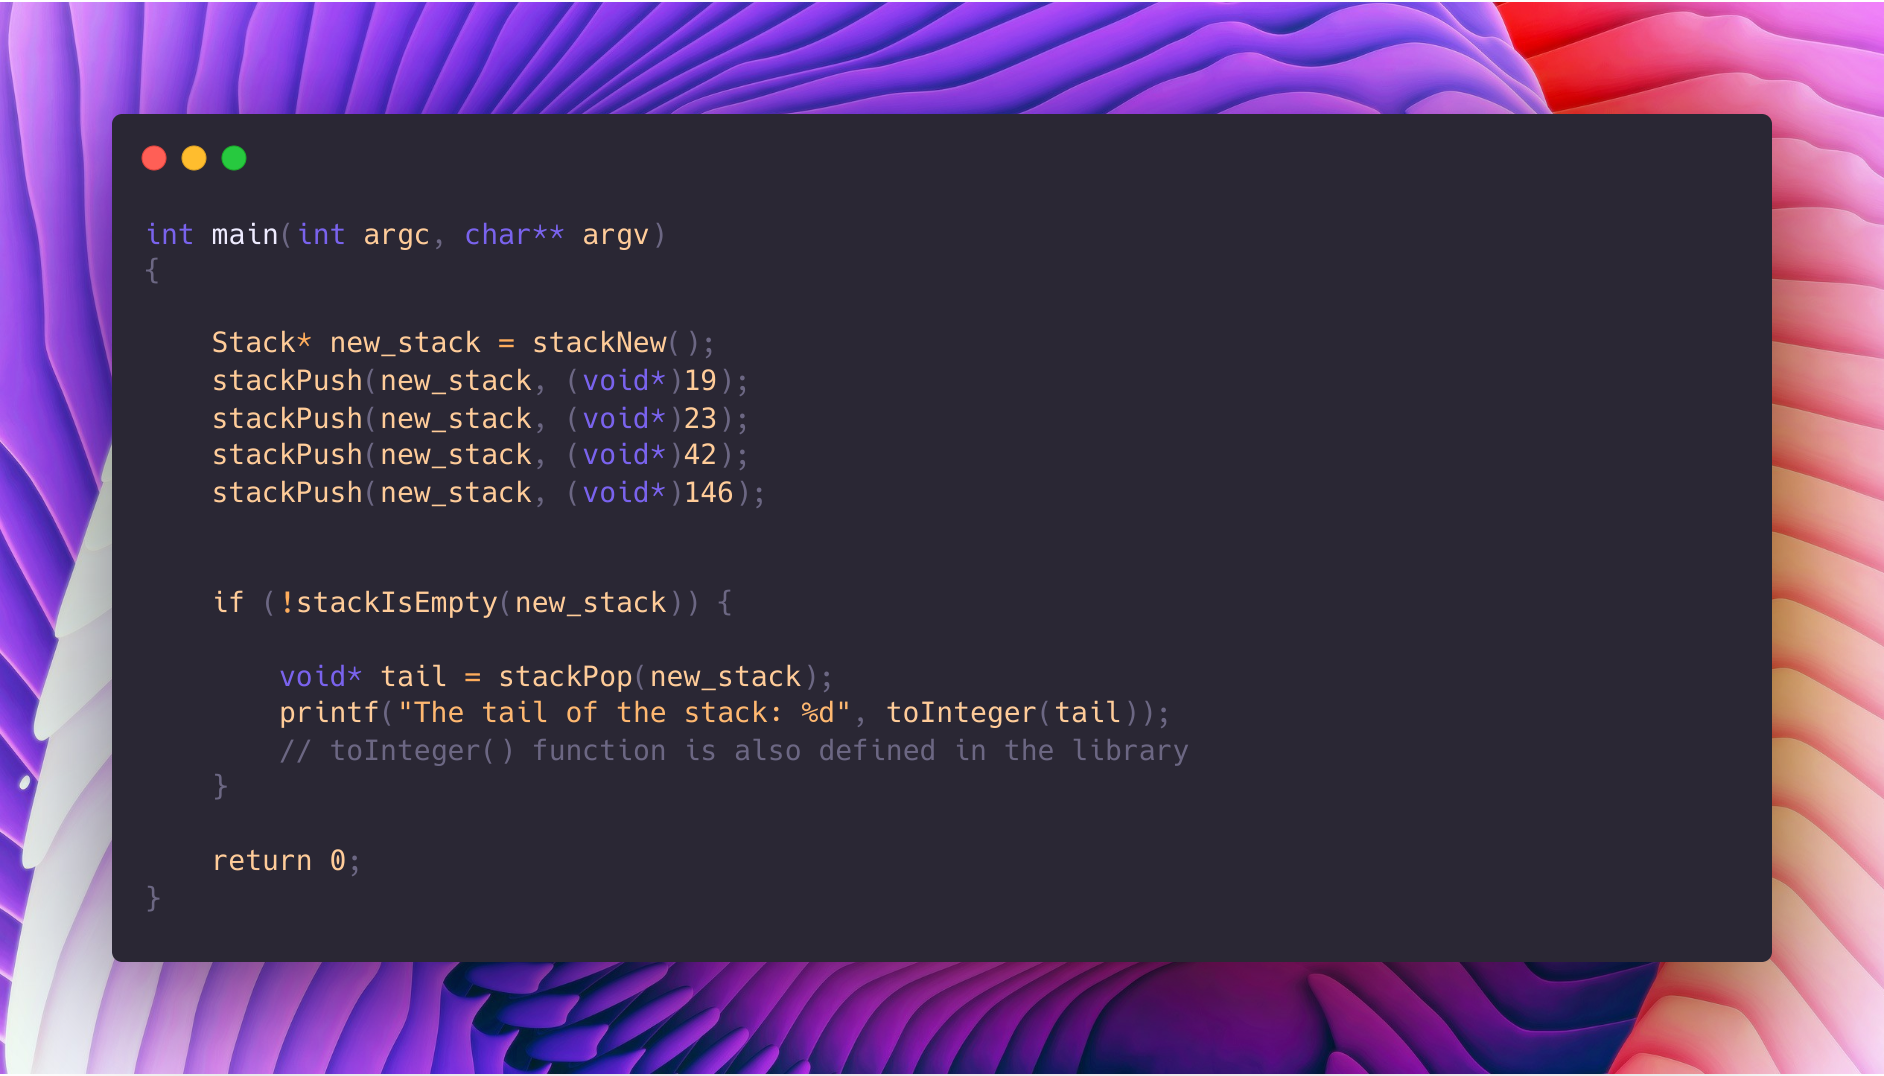 int main(int argc, char** argv)
{
Stack* new_stack = stackNew();
stackPush(new_stack, (void*)19);
stackPush(new_stack, (void*)23);
stackPush(new_stack, (void*)42);
stackPush(new_stack, (void*)146);
if (!stackIsEmpty(new_stack)) {
void* tail = stackPop(new_stack);
printf("The tail of the stack: %d", toInteger(tail));
// toInteger() function is also defined in the library
}
return 0;
}